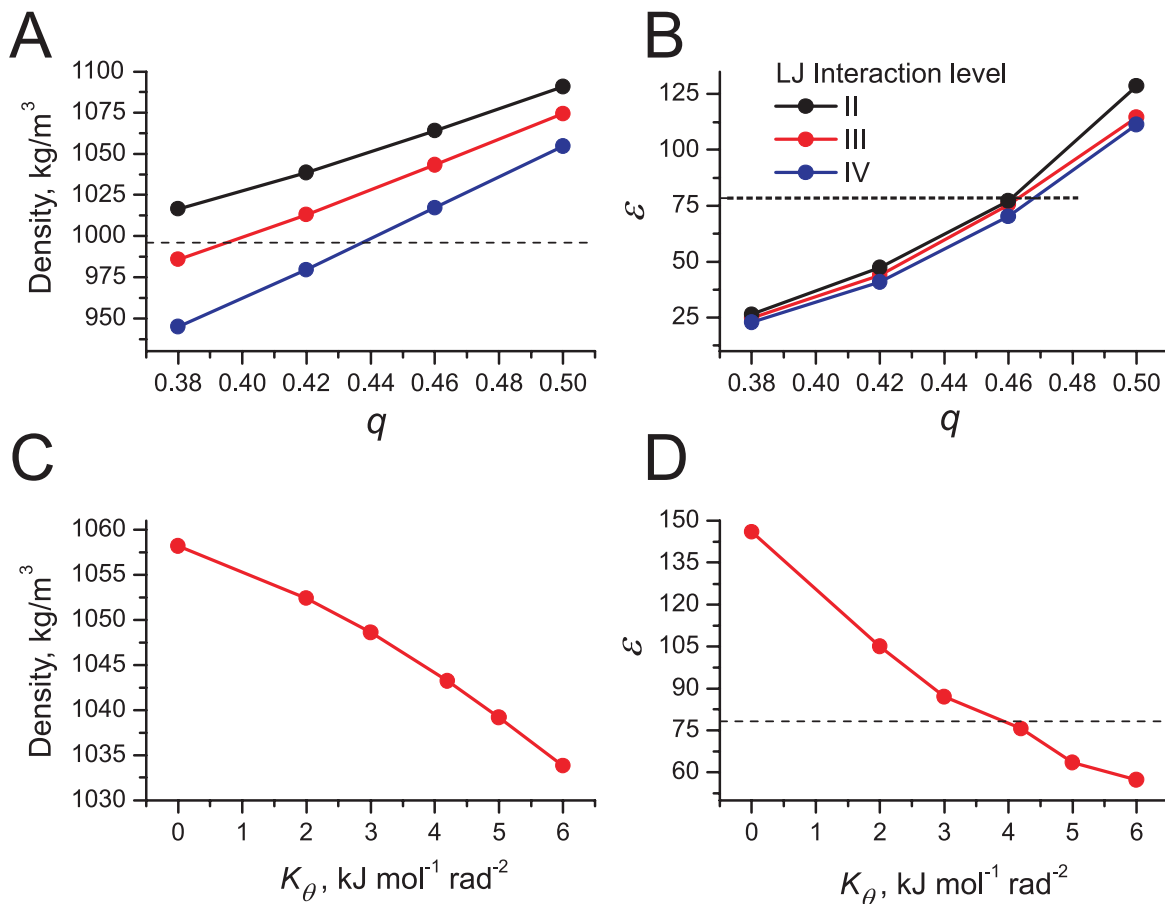 A
Density, kg/m³
1100
1075
1050
1025
1000
975
950
0.38 0.40 0.42 0.44 0.46 0.48 0.50
q
B
LJ Interaction level
II
III
IV
ε
125
100
75
50
25
0.38 0.40 0.42 0.44 0.46 0.48 0.50
q
C
Density, kg/m³
1060
1055
1050
1045
1040
1035
1030
0 1 2 3 4 5 6
K_θ, kJ mol⁻¹ rad⁻²
D
ε
150
135
120
105
90
75
60
0 1 2 3 4 5 6
K_θ, kJ mol⁻¹ rad⁻²